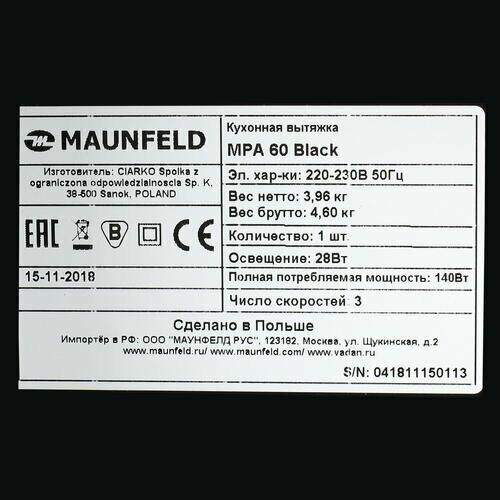 MAUNFELD
Изготовитель: CIARKO Spolka z
ograniczona odpowiedzialnoscia Sp. K,
38-500 Sanok, POLAND
EAC B CE
15-11-2018
Кухонная вытяжка
MPA 60 Black
Эл. хар-ки: 220-230В 50Гц
Вес нетто: 3,96 кг
Вес брутто: 4,60 кг
Количество: 1 шт.
Освещение: 28Вт
Полная потребляемая мощность: 140Вт
Число скоростей: 3
Сделано в Польше
Импортёр в РФ: ООО "МАУНФЕЛД РУС", 123182, Москва, ул. Щукинская, д.2
www.maunfeld.ru/ www.maunfeld.com/ www.vadan.ru
S/N: 041811150113